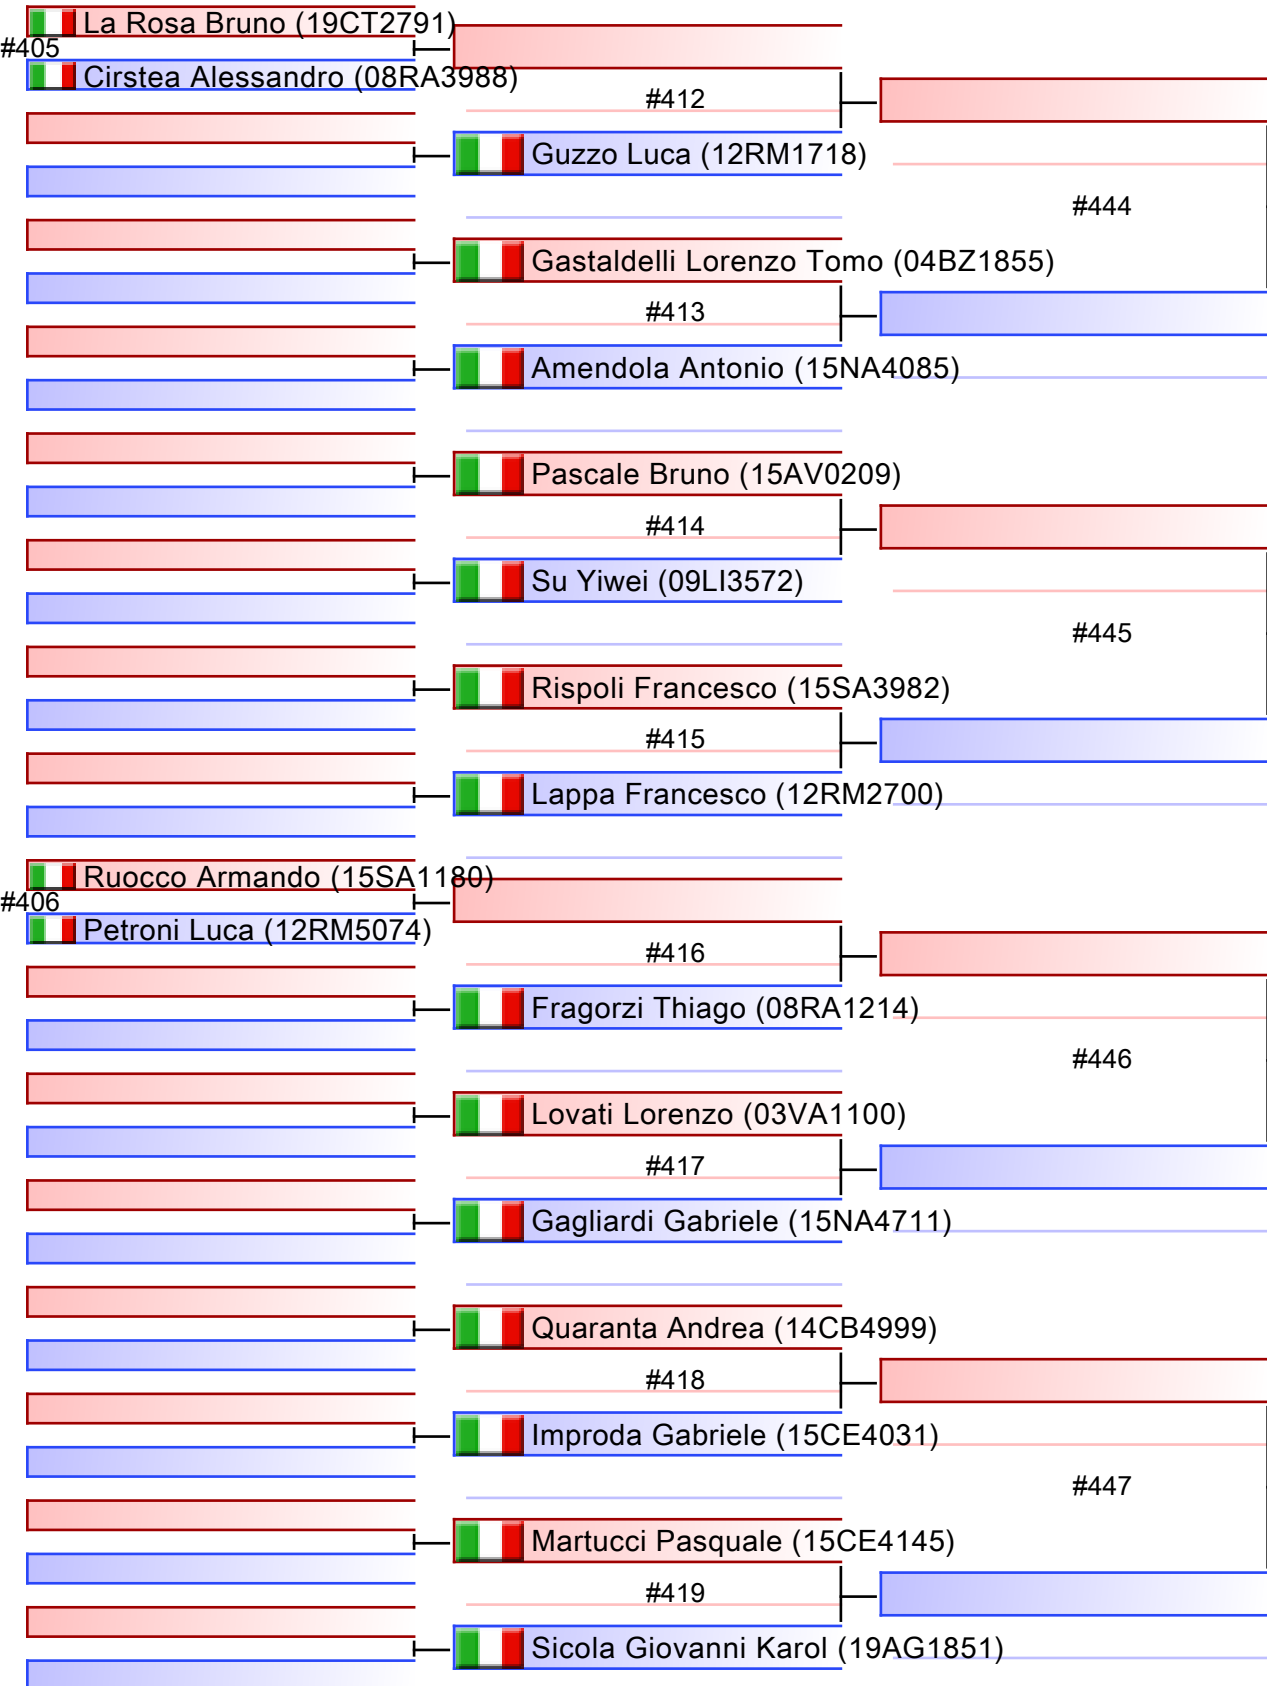 La Rosa Bruno (19CT2791)
#405
Cirstea Alessandro (08RA3988)
#412
Guzzo Luca (12RM1718)
#444
Gastaldelli Lorenzo Tomo (04BZ1855)
#413
Amendola Antonio (15NA4085)
Pascale Bruno (15AV0209)
#414
Su Yiwei (09LI3572)
#445
Rispoli Francesco (15SA3982)
#415
Lappa Francesco (12RM2700)
Ruocco Armando (15SA1180)
#406
Petroni Luca (12RM5074)
#416
Fragorzi Thiago (08RA1214)
#446
Lovati Lorenzo (03VA1100)
#417
Gagliardi Gabriele (15NA4711)
Quaranta Andrea (14CB4999)
#418
Improda Gabriele (15CE4031)
#447
Martucci Pasquale (15CE4145)
#419
Sicola Giovanni Karol (19AG1851)